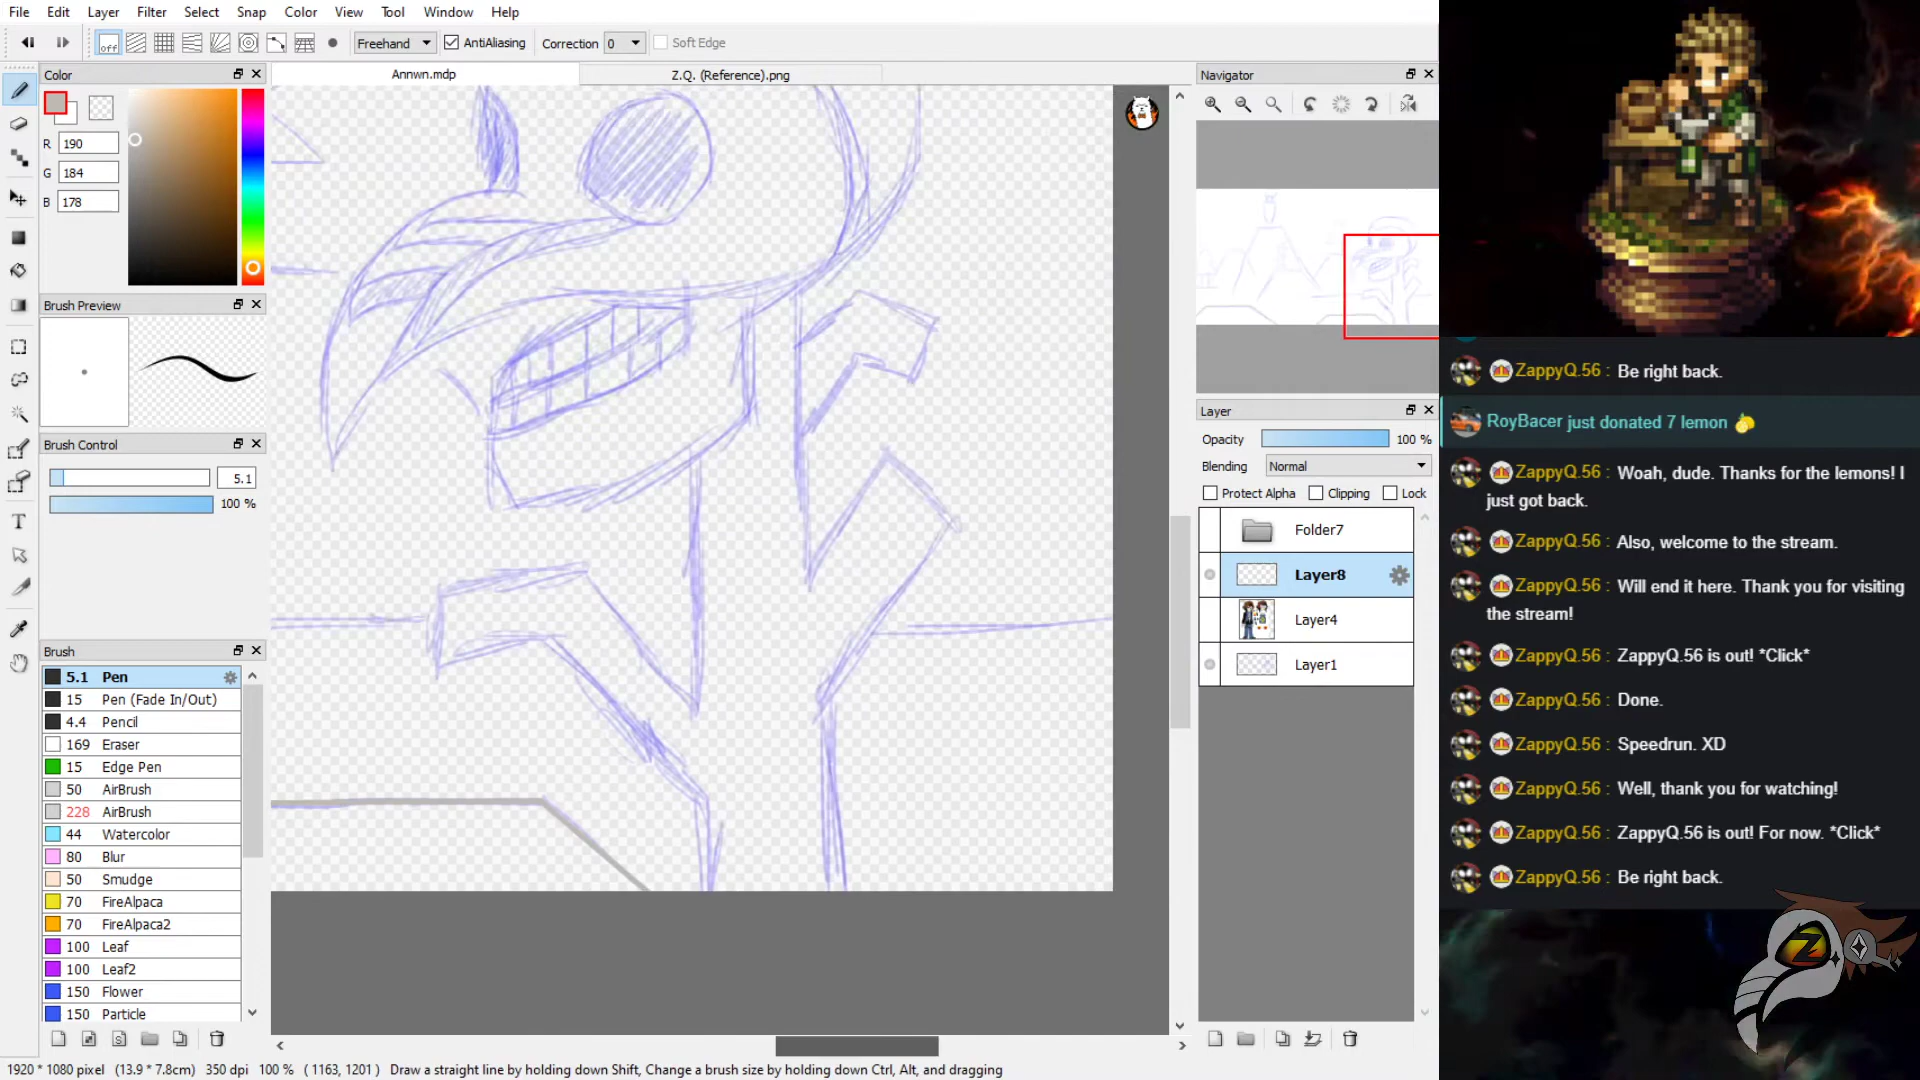 File Edit Layer Filter Select Snap Color View Tool Window Help
off Freehand AntiAliasing Correction 0 Soft Edge
Color
Annwn.mdp
Z.Q. (Reference).png
Navigator
R 190
G 184
B 178
Brush Preview
Brush Control
5.1
100 %
Brush
5.1 Pen
15 Pen (Fade In/Out)
4.4 Pencil
169 Eraser
15 Edge Pen
50 AirBrush
228 AirBrush
44 Watercolor
80 Blur
50 Smudge
70 FireAlpaca
70 FireAlpaca2
100 Leaf
100 Leaf2
150 Flower
150 Particle
Layer
Opacity 100 %
Blending Normal
Protect Alpha Clipping Lock
Folder7
Layer8
Layer4
Layer1
1920 * 1080 pixel (13.9 * 7.8cm) 350 dpi 100 % ( 1163, 1201 ) Draw a straight line by holding down Shift, Change a brush size by holding down Ctrl, Alt, and dragging
ZappyQ.56 : Be right back.
RoyBacer just donated 7 lemon
ZappyQ.56 : Woah, dude. Thanks for the lemons! I
just got back.
ZappyQ.56 : Also, welcome to the stream.
ZappyQ.56 : Will end it here. Thank you for visiting
the stream!
ZappyQ.56 : ZappyQ.56 is out! *Click*
ZappyQ.56 : Done.
ZappyQ.56 : Speedrun. XD
ZappyQ.56 : Well, thank you for watching!
ZappyQ.56 : ZappyQ.56 is out! For now. *Click*
ZappyQ.56 : Be right back.
Z